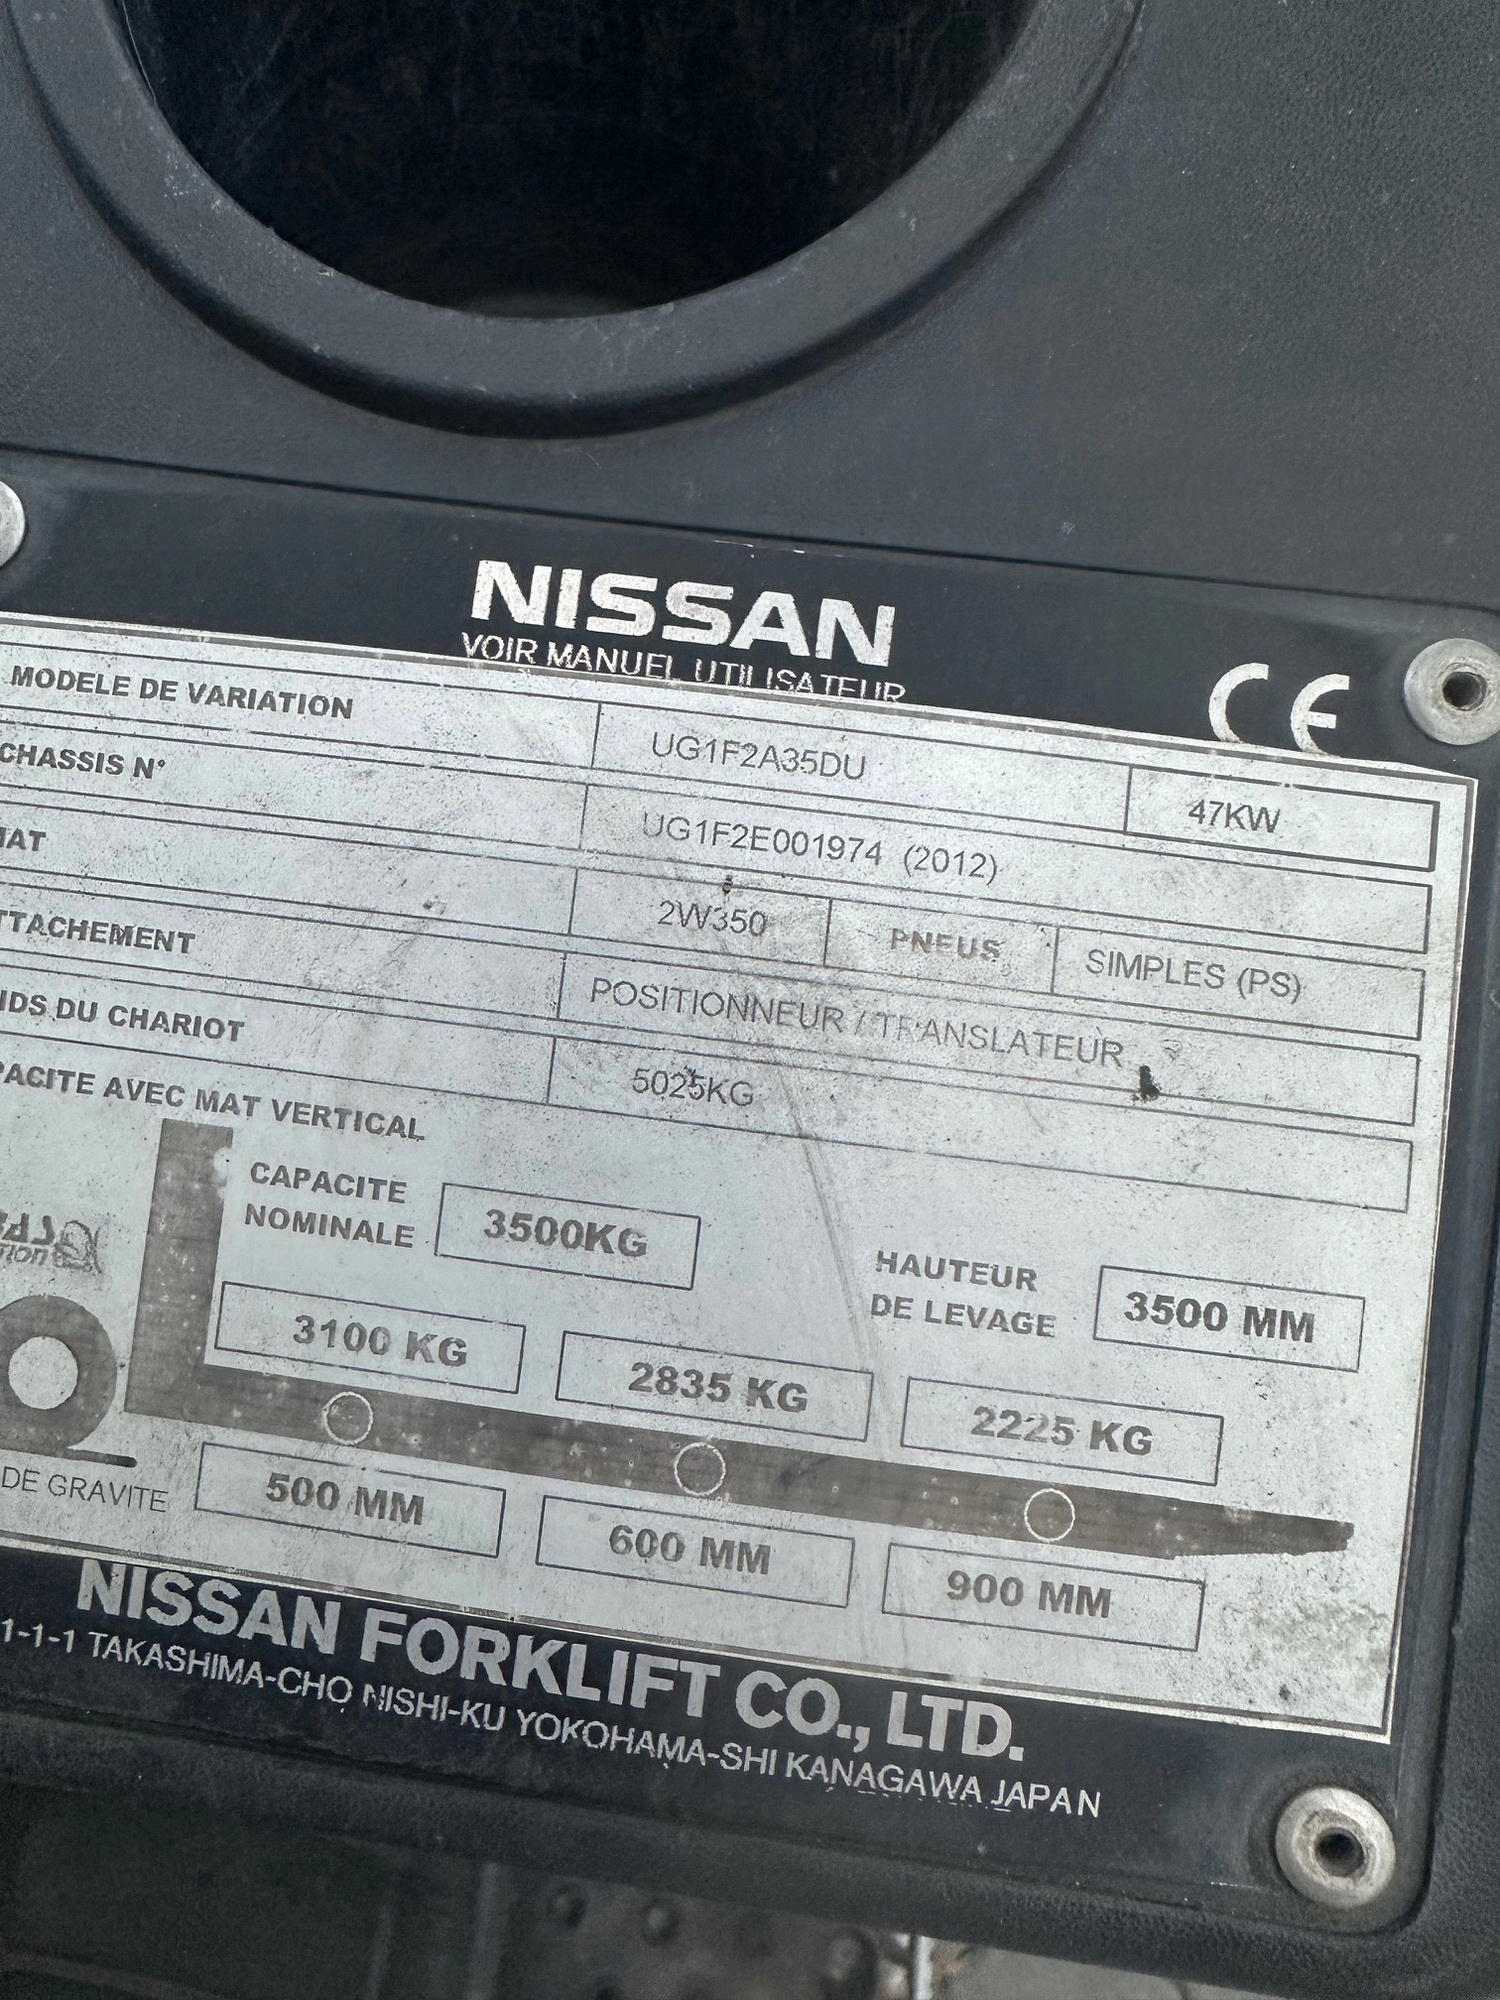 NISSAN
VOIR MANUEL UTILISATEUR
CE
MODELE DE VARIATION UG1F2A35DU 47KW
CHASSIS N° UG1F2E001974 (2012)
2W350 PNEUS SIMPLES (PS)
POSITIONNEUR / TRANSLATEUR
DU CHARIOT 5025KG
AVEC MAT VERTICAL
CAPACITE
NOMINALE 3500KG
HAUTEUR
DE LEVAGE 3500 MM
3100 KG 2835 KG 2225 KG
500 MM 600 MM 900 MM
DE GRAVITE
NISSAN FORKLIFT CO., LTD.
1-1-1 TAKASHIMA-CHO NISHI-KU YOKOHAMA-SHI KANAGAWA JAPAN